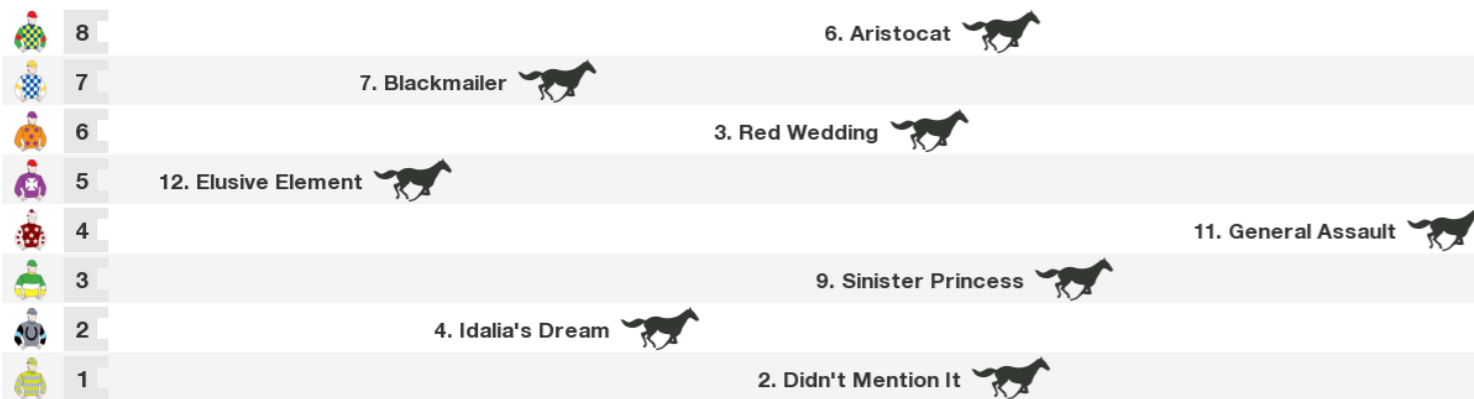 8 6. Aristocat
7 7. Blackmailer
6 3. Red Wedding
5 12. Elusive Element
4 11. General Assault
3 9. Sinister Princess
2 4. Idalia's Dream
1 2. Didn't Mention It